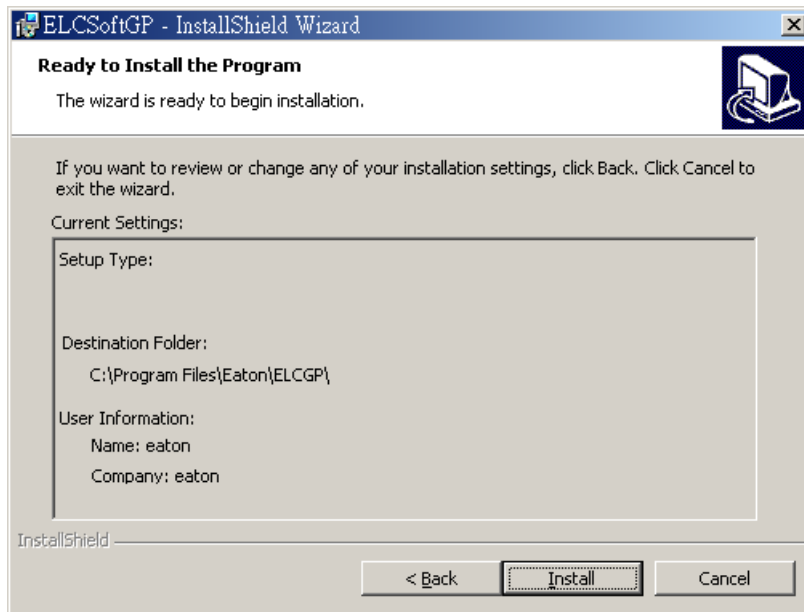 ELCSoftGP - InstallShield Wizard
Ready to Install the Program
The wizard is ready to begin installation.
If you want to review or change any of your installation settings, click Back. Click Cancel to
exit the wizard.
Current Settings:
Setup Type:
Destination Folder:
C:\Program Files\Eaton\ELCGP\
User Information:
Name: eaton
Company: eaton
InstallShield
< Back
Install
Cancel